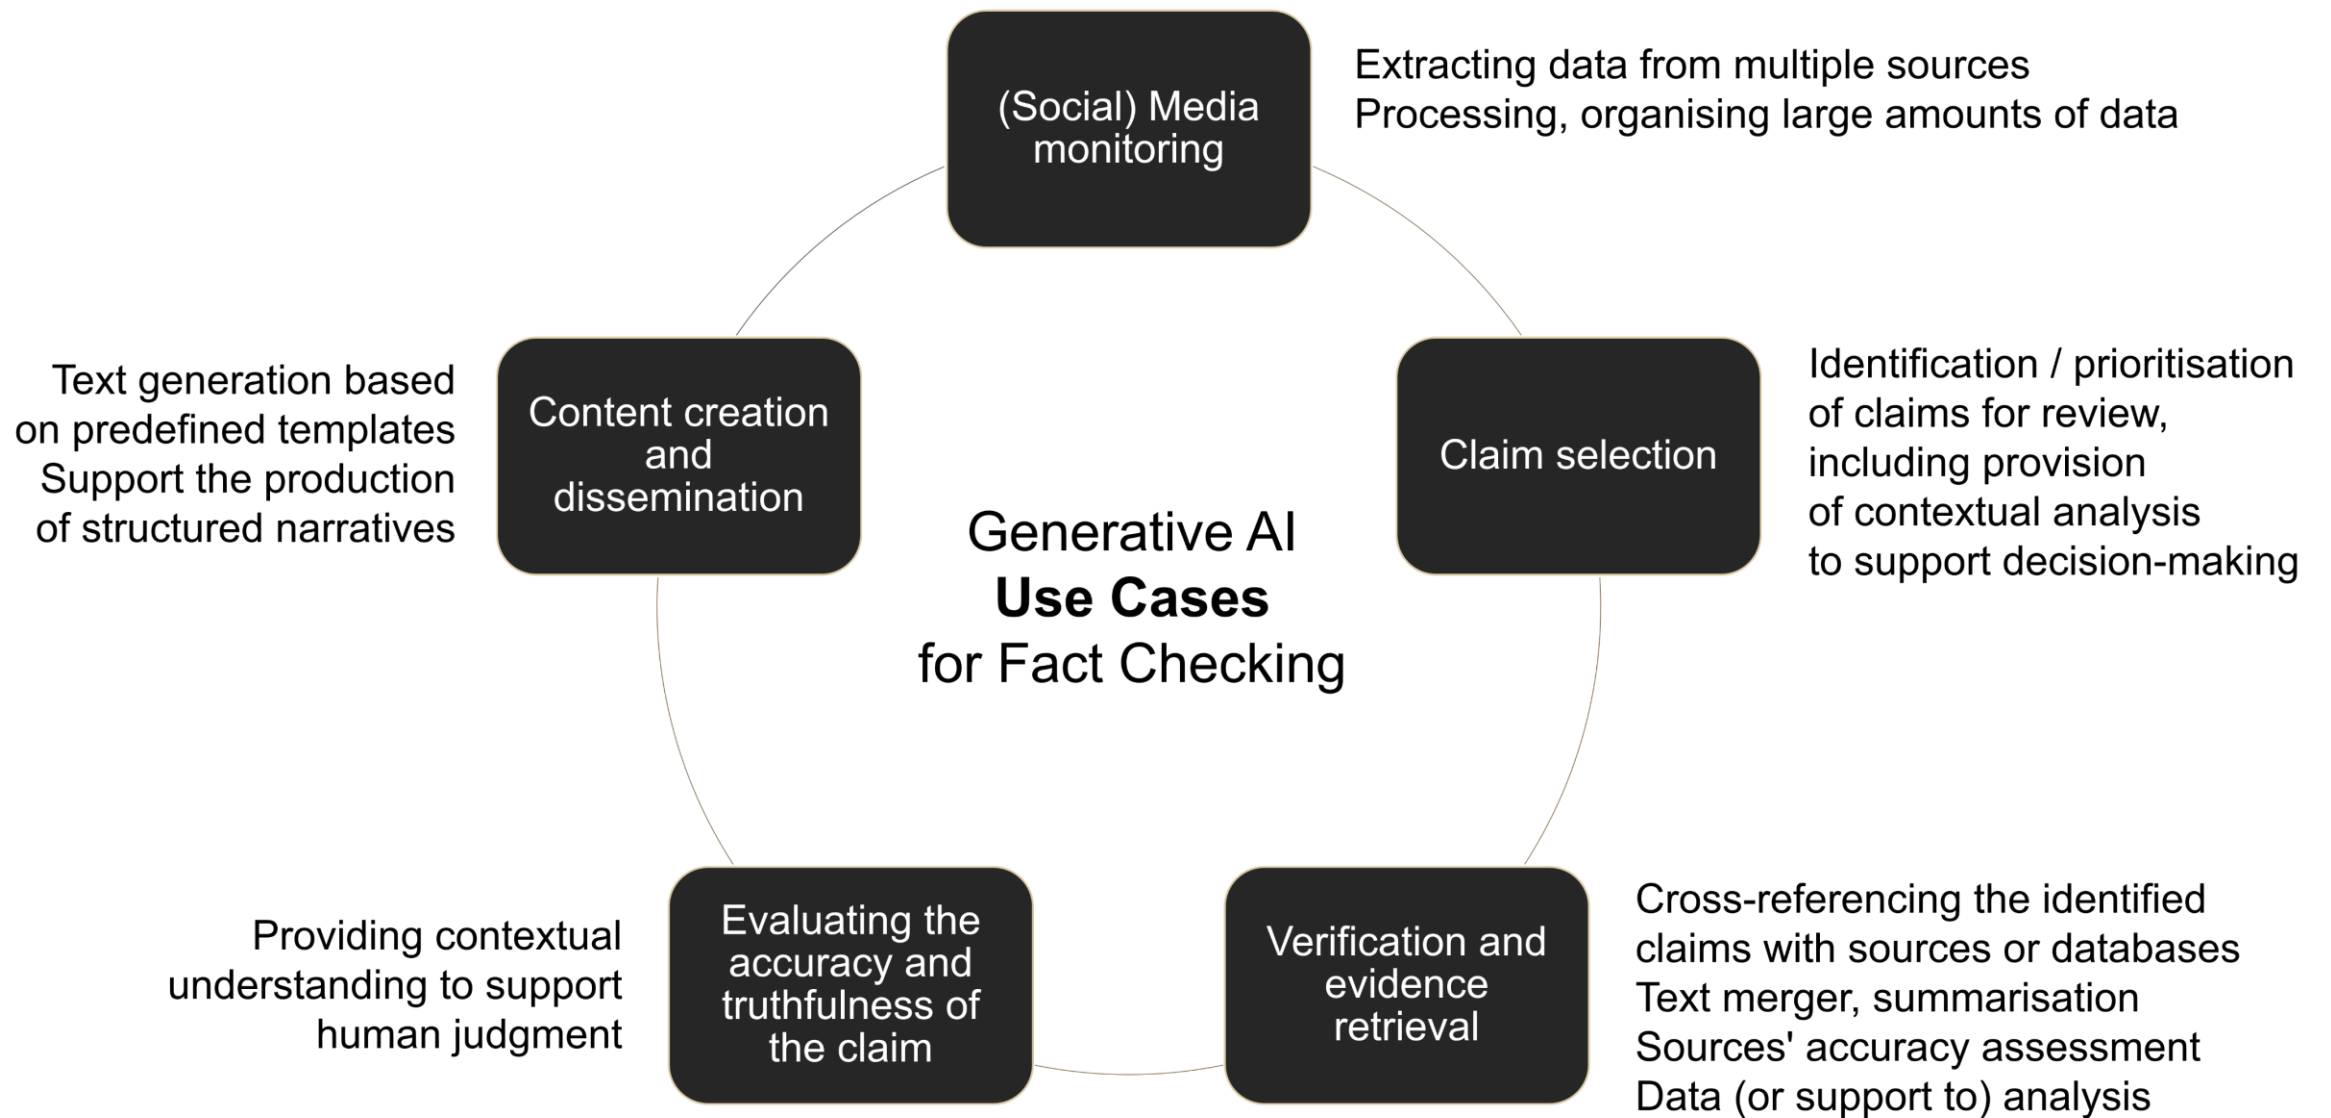 (Social) Media
monitoring
Extracting data from multiple sources
Processing, organising large amounts of data
Claim selection
Identification / prioritisation
of claims for review,
including provision
of contextual analysis
to support decision-making
Verification and
evidence
retrieval
Cross-referencing the identified
claims with sources or databases
Text merger, summarisation
Sources' accuracy assessment
Data (or support to) analysis
Evaluating the
accuracy and
truthfulness of
the claim
Providing contextual
understanding to support
human judgment
Content creation
and
dissemination
Text generation based
on predefined templates
Support the production
of structured narratives
Generative AI
Use Cases
for Fact Checking